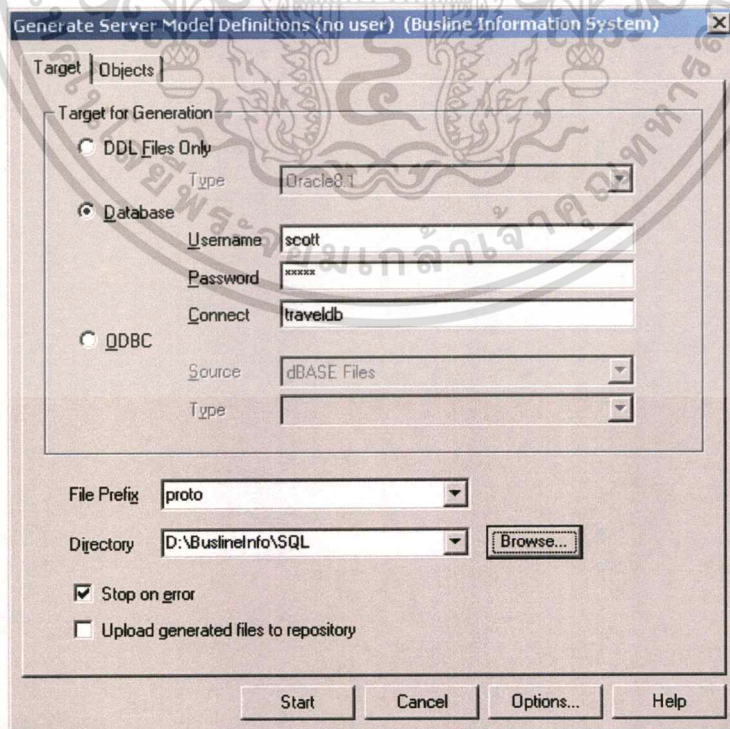 Generate Server Model Definitions (no user) (Busline Information System)
Target Objects
Target for Generation
DDL Files Only
Type Oracle8.1
Database
Username scott
Password *****
Connect traveldb
ODBC
Source dBASE Files
Type
File Prefix proto
Directory D:\BuslineInfo\SQL Browse...
Stop on error
Upload generated files to repository
Start Cancel Options... Help